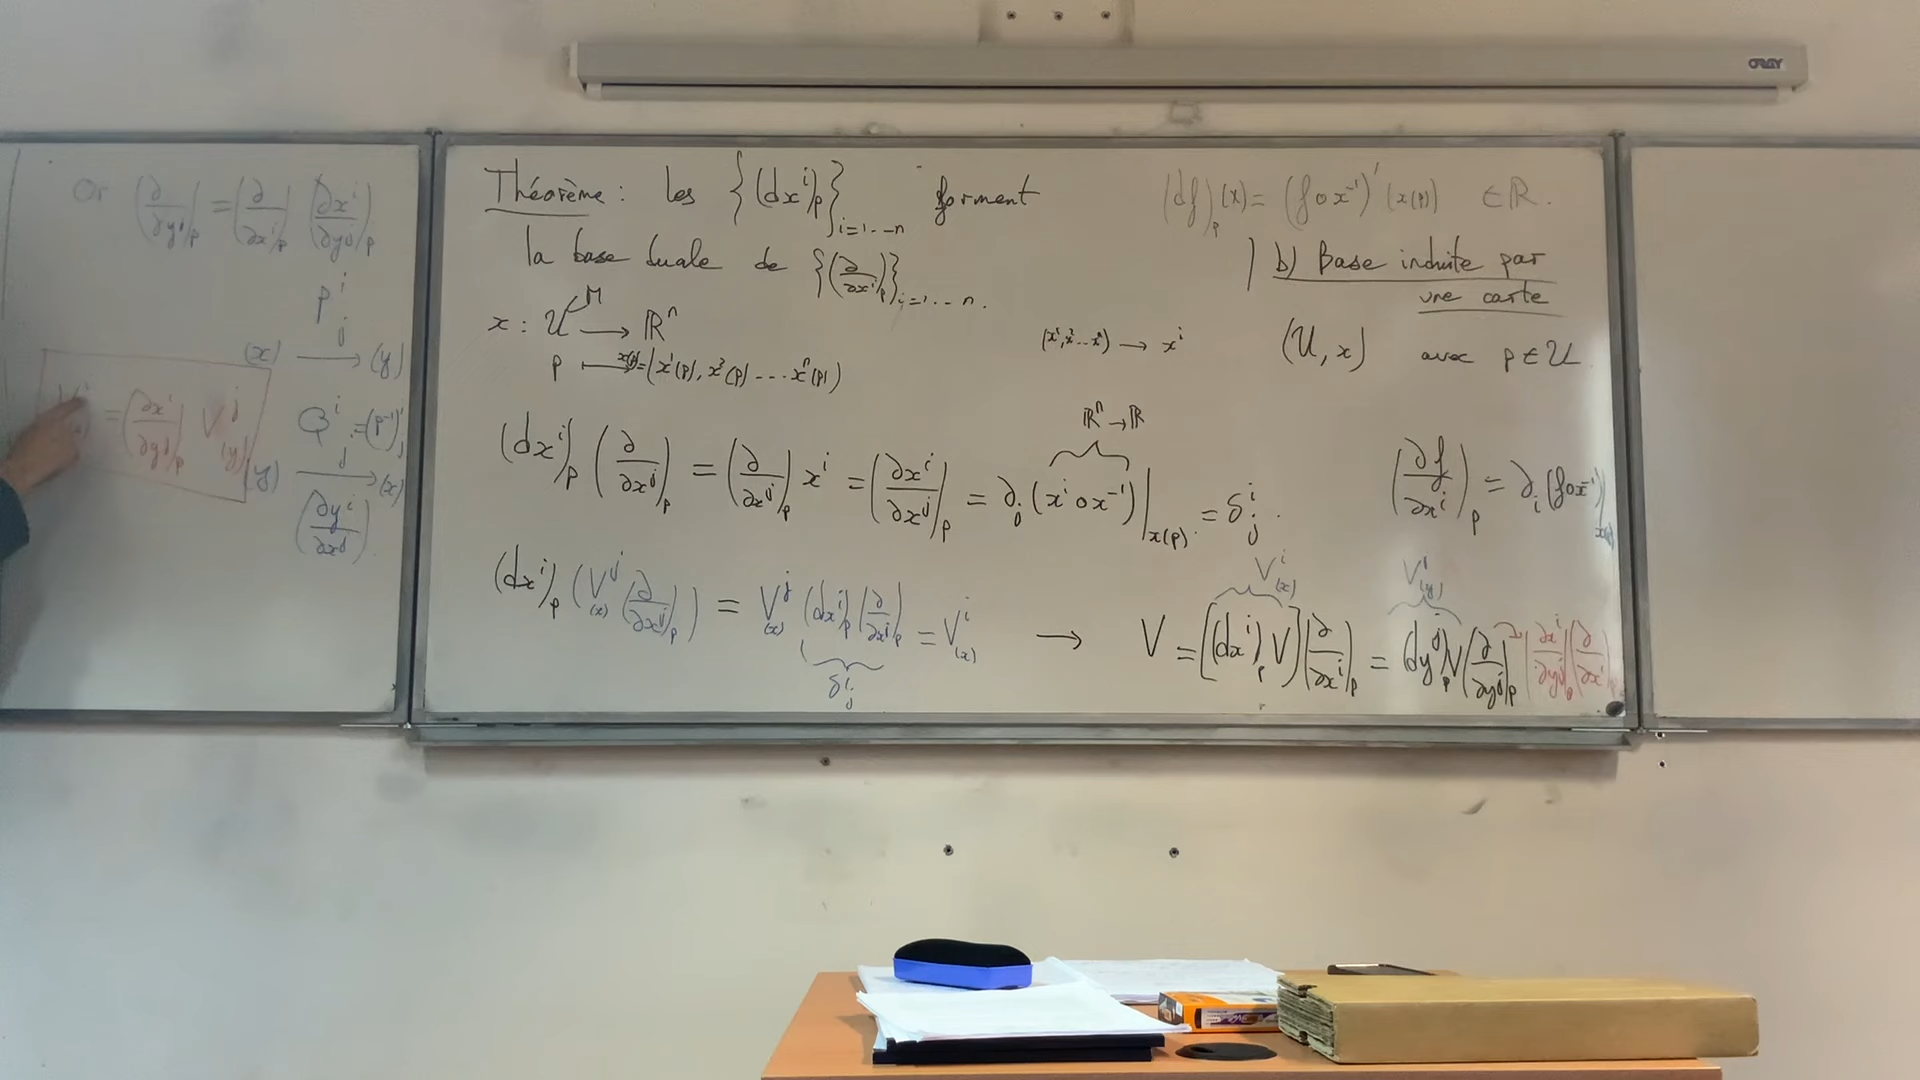 ORAY
Or (∂/∂y^j)_p = (∂/∂x^i)_p (∂x^i/∂y^j)_p
P^i_j
(x) ⟶ (y)
= (∂x^i/∂y^j)_p V^j_(y)
Q^i_j = (P^-1)^i_j
(y) ⟶ (x)
(∂y^i/∂x^j)
Théorème : les {(dx^i)_p}_{i=1...n} forment
la base duale de {(∂/∂x^i)_p}_{i=1...n}.
x : U ⟶ ℝ^n
M
p ⟼ x(p) = (x^1(p), x^2(p) .... x^n(p))
(x^1, x^2 ... x^n) ⟶ x^i
ℝ^n → ℝ
(dx^i)_p (∂/∂x^j)_p = (∂/∂x^j)_p x^i = (∂x^i/∂x^j)_p = ∂_j (x^i o x^-1)|_x(p) = δ^i_j .
(dx^i)_p (V^j_(x) (∂/∂x^j)_p) = V^j_(x) (dx^i)_p (∂/∂x^j)_p = V^i_(x)
δ^i_j
(df)_p (X) = (f o x^-1)' (x(p)) ∈ ℝ.
b) Base induite par
une carte
(U, x) avec p ∈ U
(∂f/∂x^i)_p = ∂_i (f o x^-1)|_x(p)
V^i_(x) V^j_(y)
⟶ V = [(dx^i)_p V] (∂/∂x^i)_p = (dy^j)_p V (∂/∂y^j)_p (∂x^i/∂y^j)_p (∂/∂x^i)_p